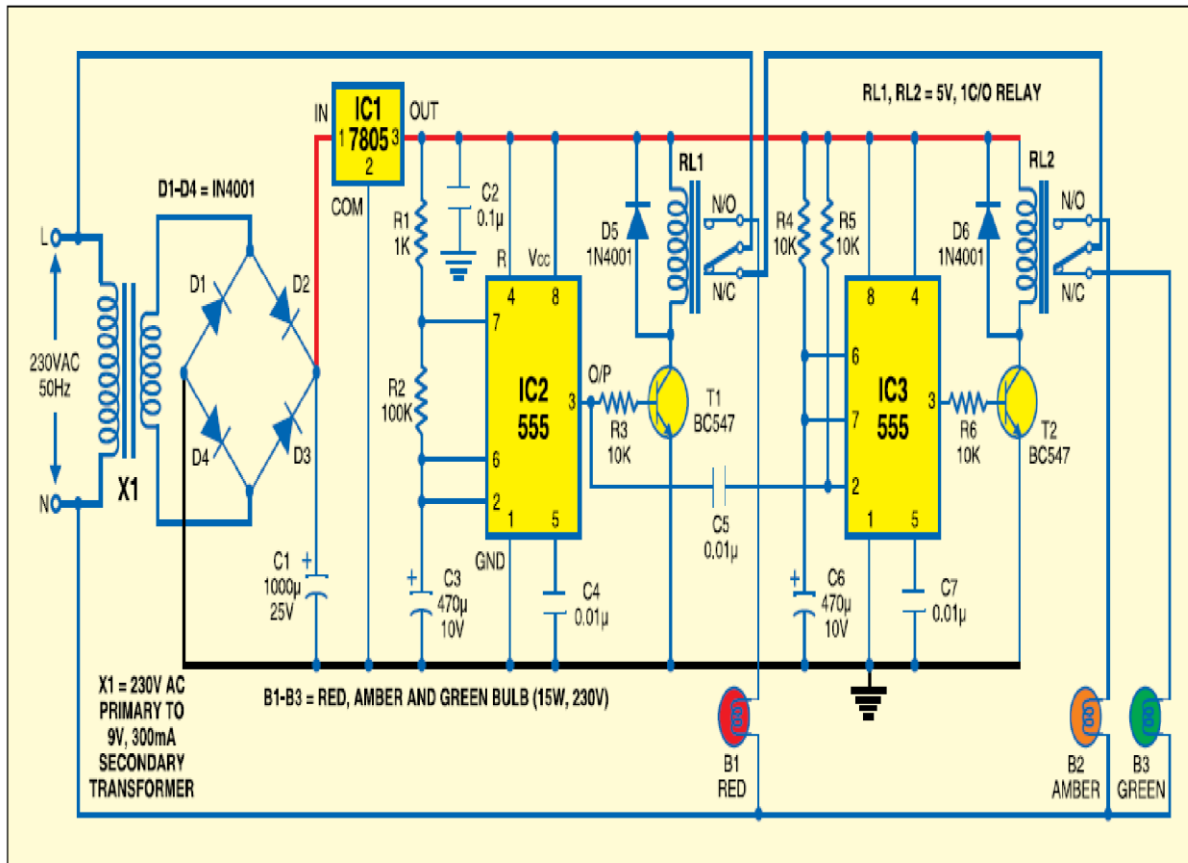 IN
IC1
7805
OUT
1
3
2
COM
RL1, RL2 = 5V, 1C/O RELAY
D1-D4 = IN4001
L
230VAC
50Hz
N
X1
D1
D2
D4
D3
C1
1000µ
25V
+
R1
1K
C2
0.1µ
R2
100K
C3
470µ
10V
+
R
Vcc
4
8
7
IC2
555
3
6
2
1
5
GND
C4
0.01µ
O/P
R3
10K
D5
1N4001
RL1
N/O
N/C
T1
BC547
C5
0.01µ
R4
10K
R5
10K
8
4
6
7
IC3
555
3
2
1
5
C6
470µ
10V
+
C7
0.01µ
R6
10K
D6
1N4001
RL2
N/O
N/C
T2
BC547
X1 = 230V AC
PRIMARY TO
9V, 300mA
SECONDARY
TRANSFORMER
B1-B3 = RED, AMBER AND GREEN BULB (15W, 230V)
B1
RED
B2
AMBER
B3
GREEN